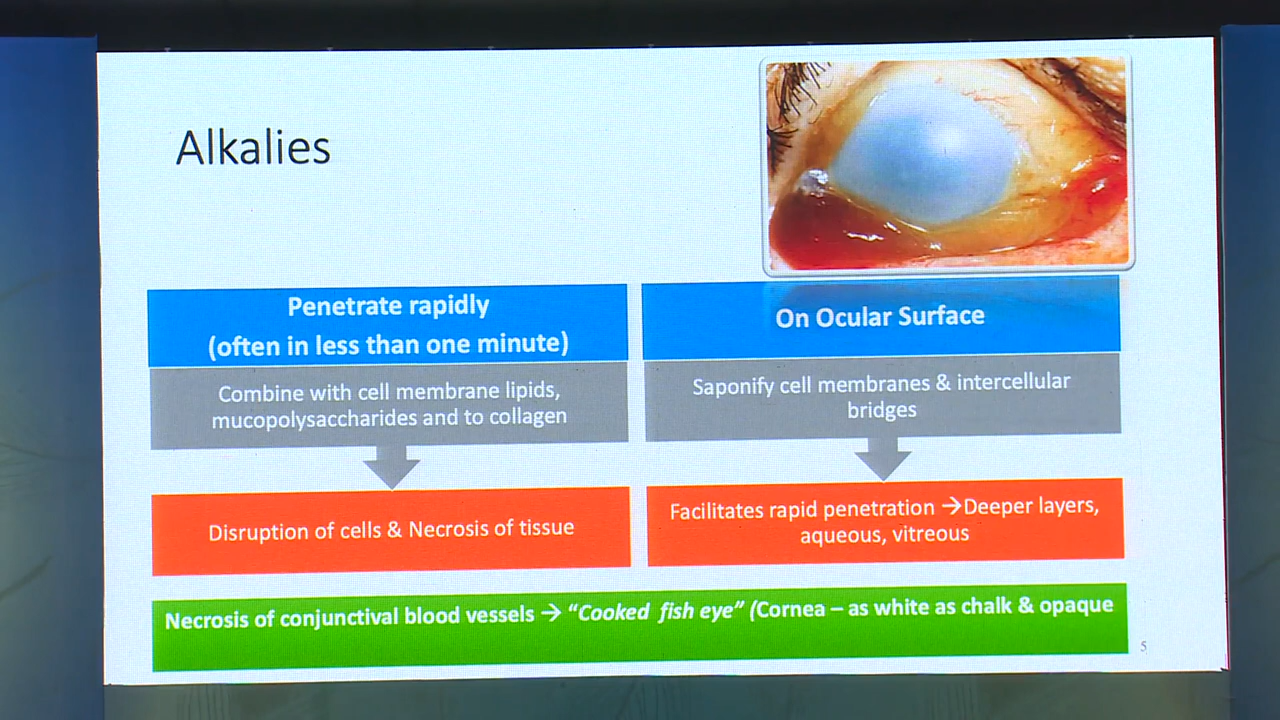 Alkalies
Penetrate rapidly
(often in less than one minute)
Combine with cell membrane lipids,
mucopolysaccharides and to collagen
Disruption of cells & Necrosis of tissue
On Ocular Surface
Saponify cell membranes & intercellular
bridges
Facilitates rapid penetration →Deeper layers,
aqueous, vitreous
Necrosis of conjunctival blood vessels → “Cooked fish eye” (Cornea – as white as chalk & opaque
5